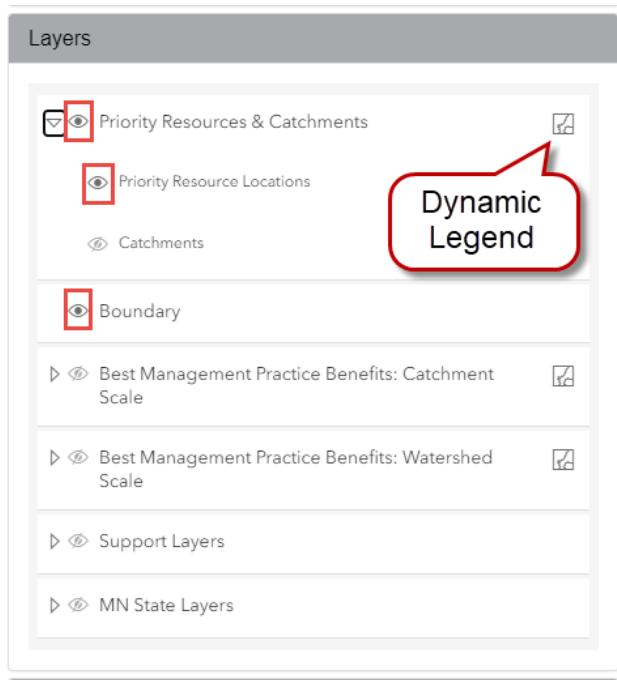 Layers
Priority Resources & Catchments
Priority Resource Locations
Dynamic
Legend
Catchments
Boundary
Best Management Practice Benefits: Catchment
Scale
Best Management Practice Benefits: Watershed
Scale
Support Layers
MN State Layers